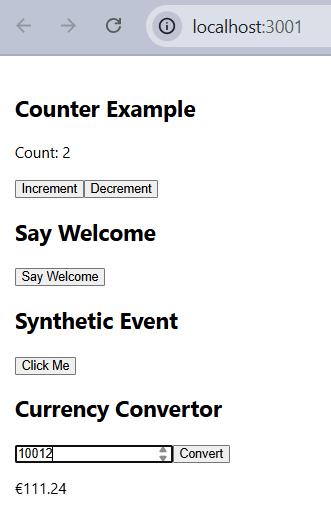 localhost:3001
Counter Example
Count: 2
Increment Decrement
Say Welcome
Say Welcome
Synthetic Event
Click Me
Currency Convertor
10012 Convert
€111.24